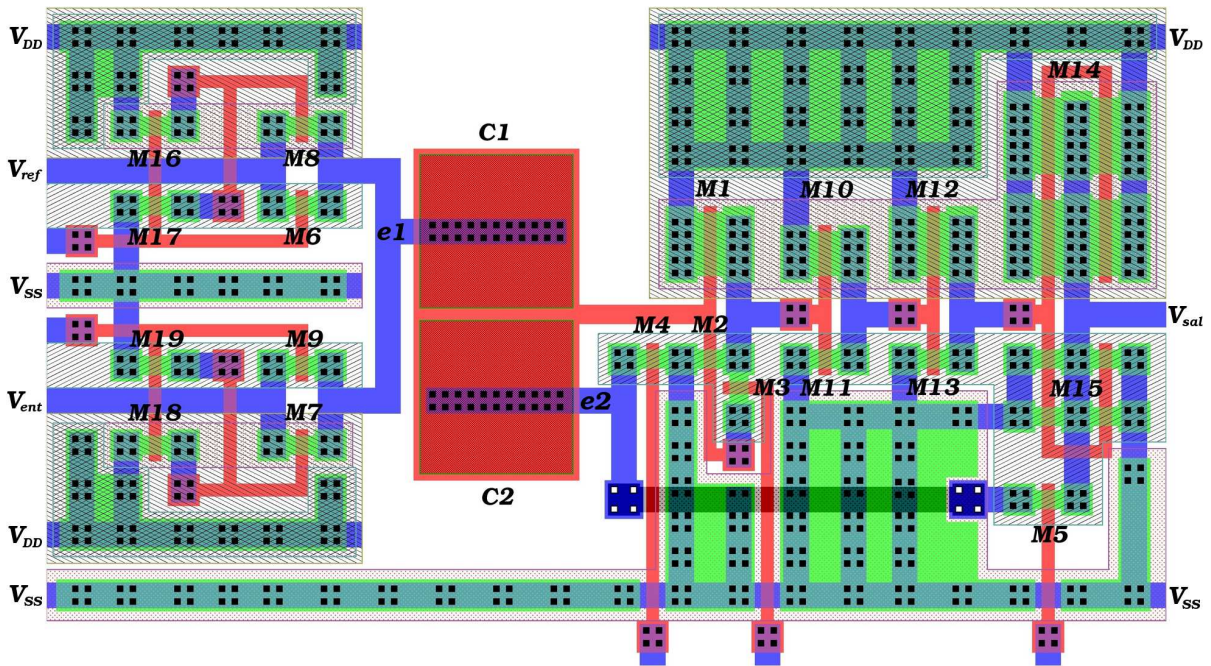 VDD
VDD
M14
C1
M16
M8
Vref
M1
M10
M12
M17
M6
e1
VSS
Vsal
M4
M2
M19
M9
M3
M11
M13
M15
Vent
e2
M18
M7
C2
VDD
M5
VSS
VSS